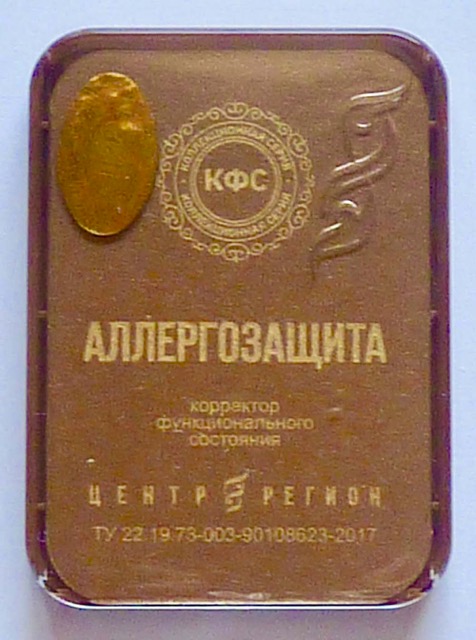 КОЛЛЕКЦИОННАЯ СЕРИЯ
КФС
КОЛЛЕКЦИОННАЯ СЕРИЯ
АЛЛЕРГОЗАЩИТА
корректор
функционального
состояния
ЦЕНТР РЕГИОН
ТУ 22.19.73-003-90108623-2017